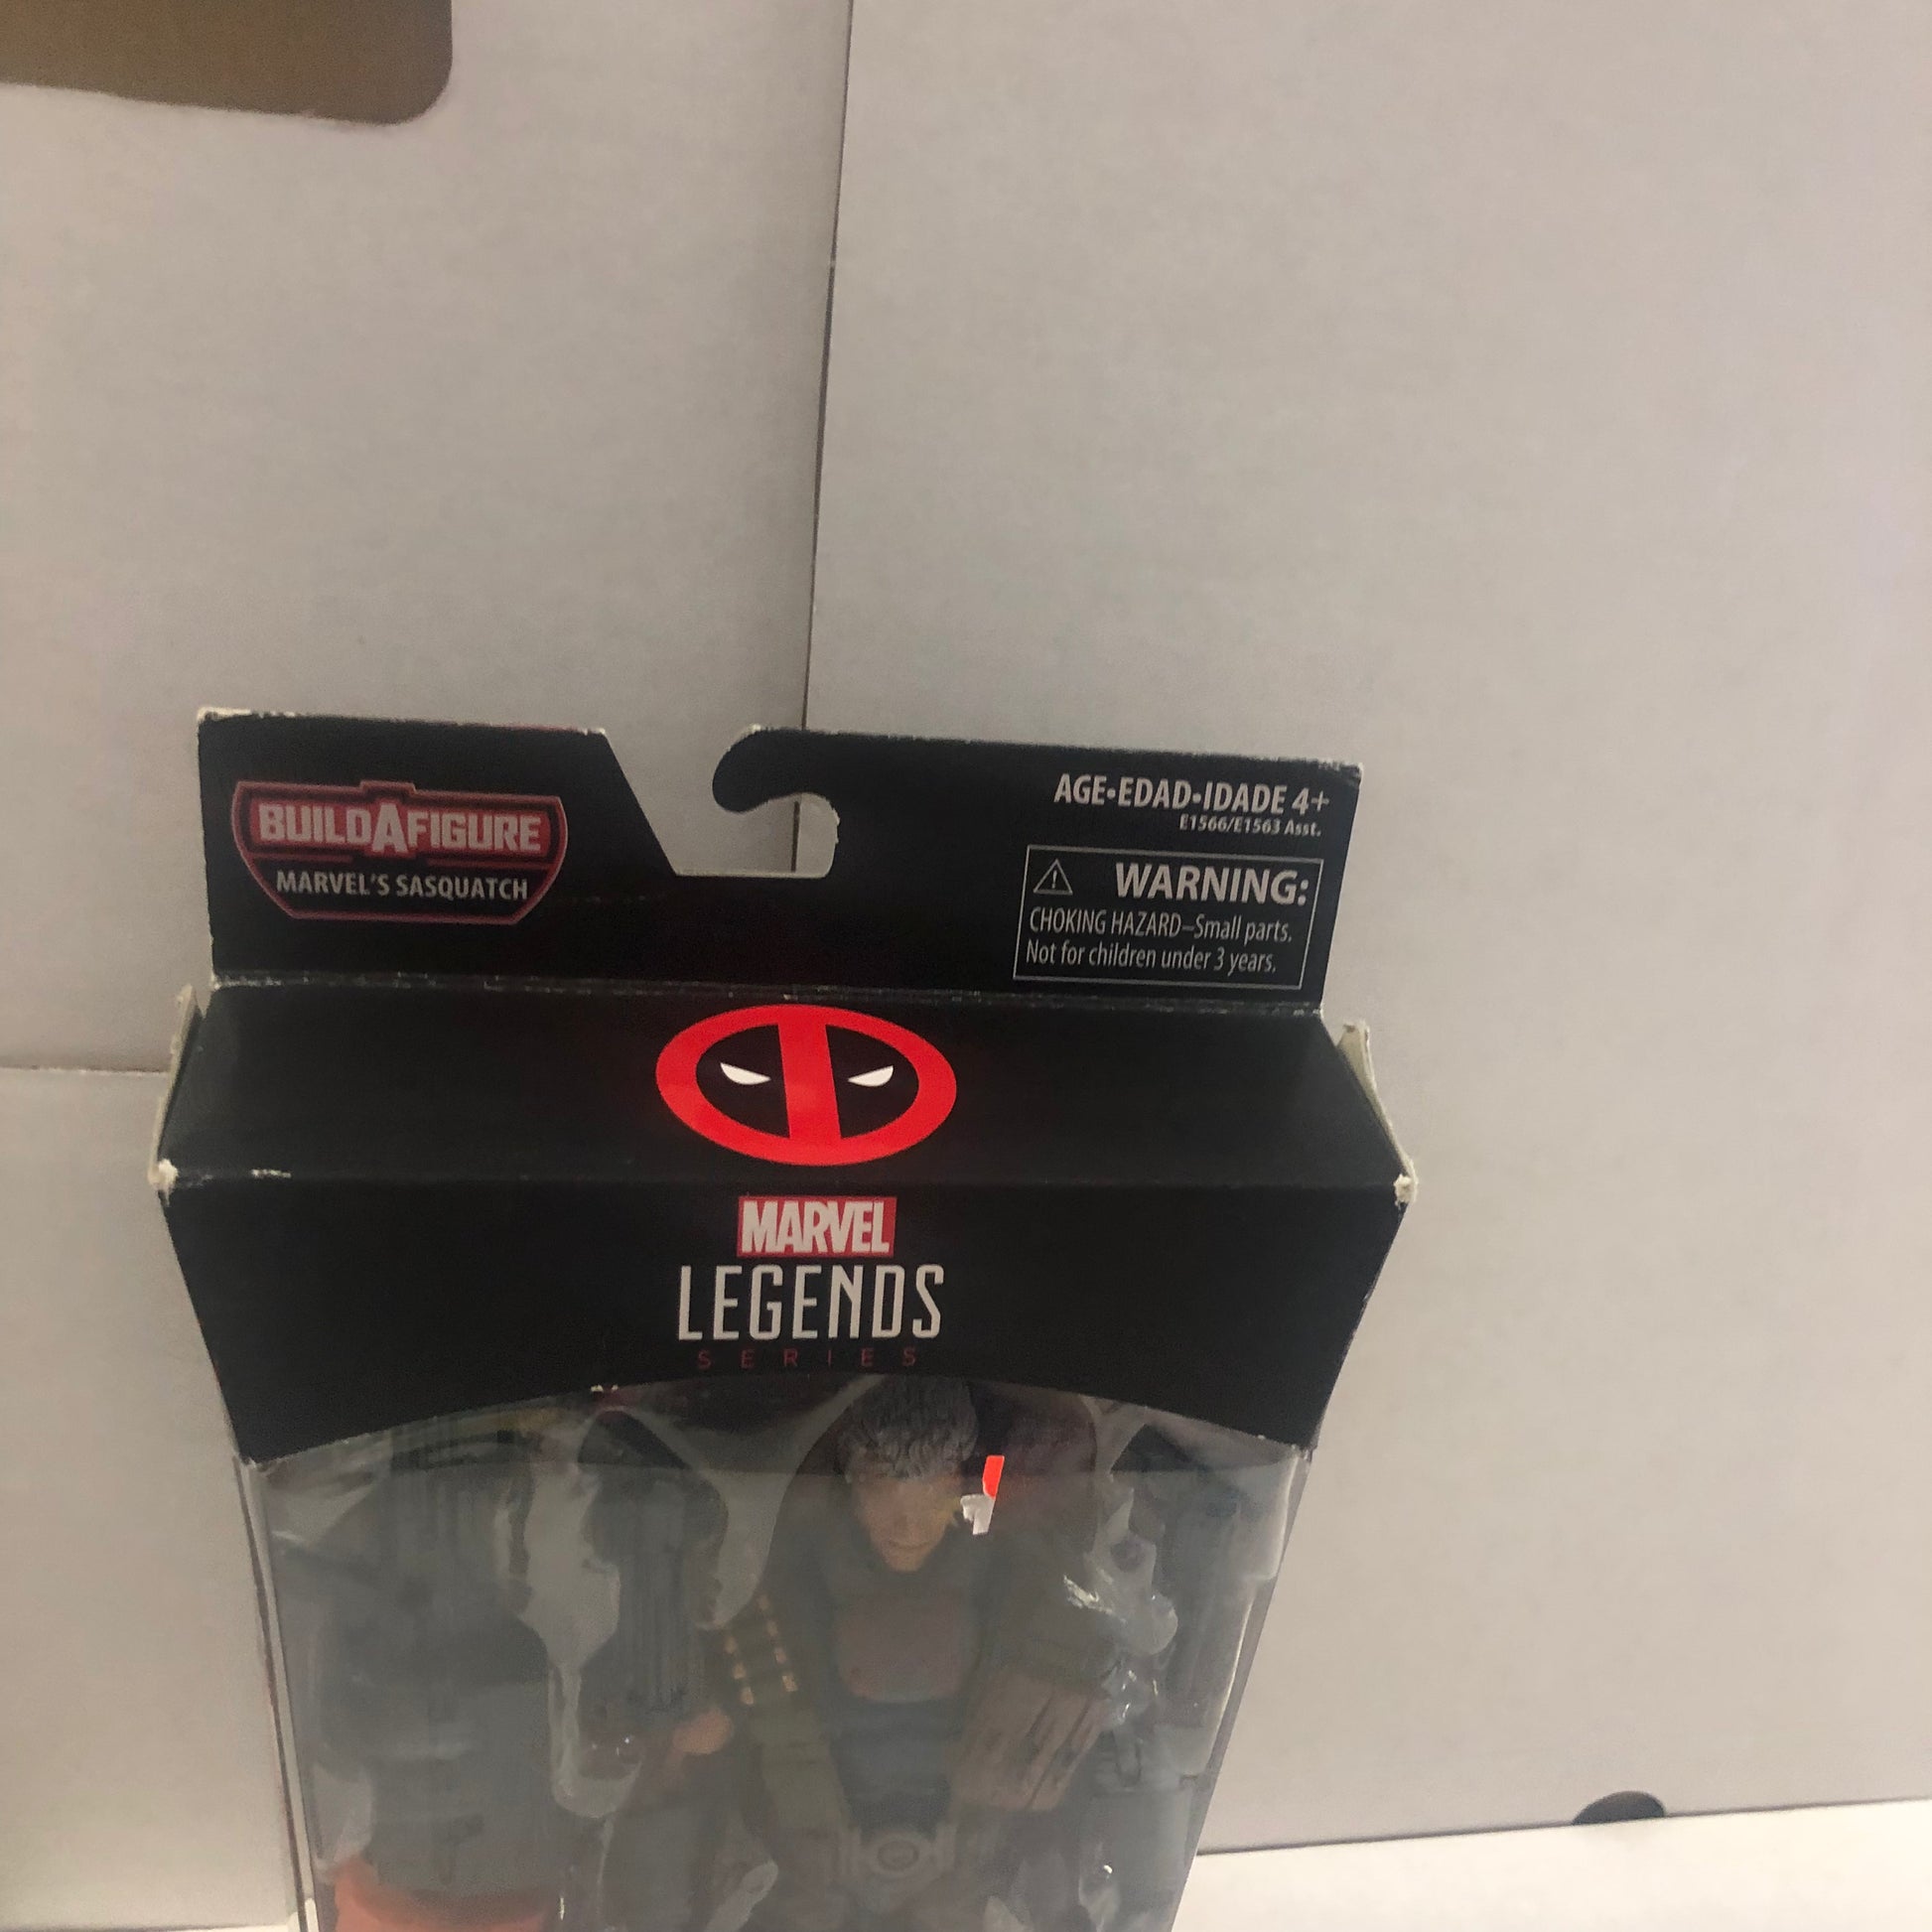 BUILDAFIGURE
MARVEL'S SASQUATCH
AGE•EDAD•IDADE 4+
E1566/E1563 Asst.
WARNING:
CHOKING HAZARD–Small parts.
Not for children under 3 years.
MARVEL
LEGENDS
SERIES